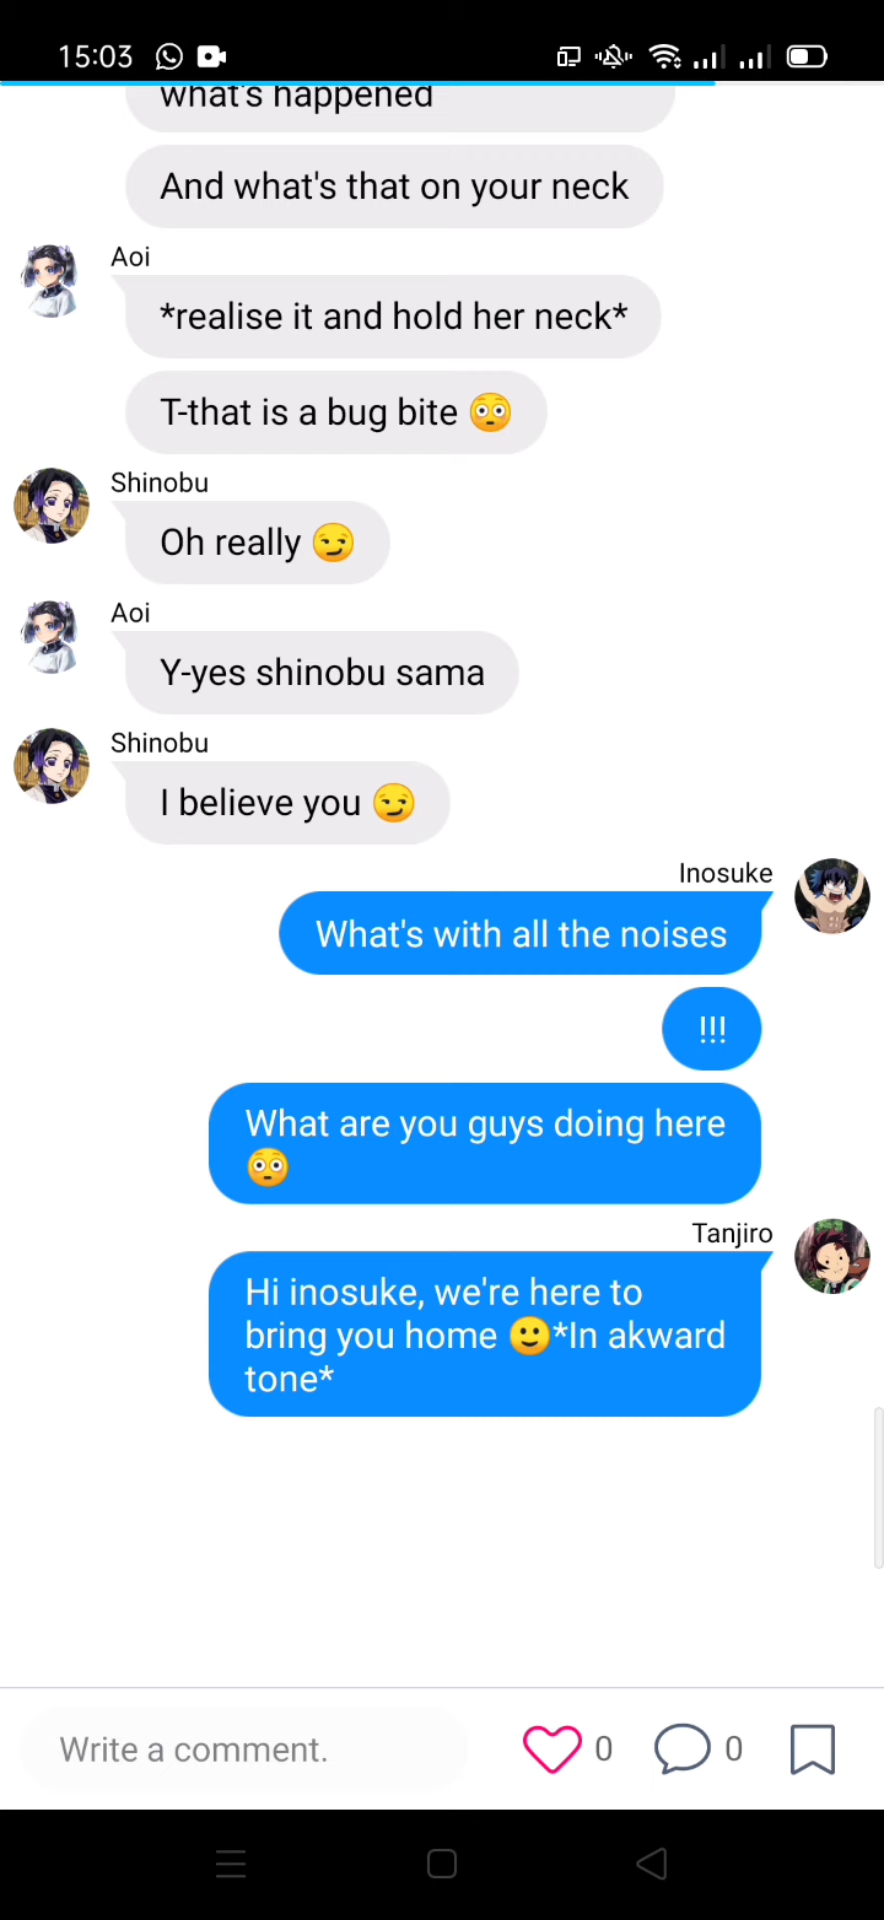 15:03
what's happened
And what's that on your neck
Aoi
*realise it and hold her neck*
T-that is a bug bite 😳
Shinobu
Oh really 😏
Aoi
Y-yes shinobu sama
Shinobu
I believe you 😏
Inosuke
What's with all the noises
!!!
What are you guys doing here
😳
Tanjiro
Hi inosuke, we're here to
bring you home 🙂*In akward
tone*
Write a comment.
0
0